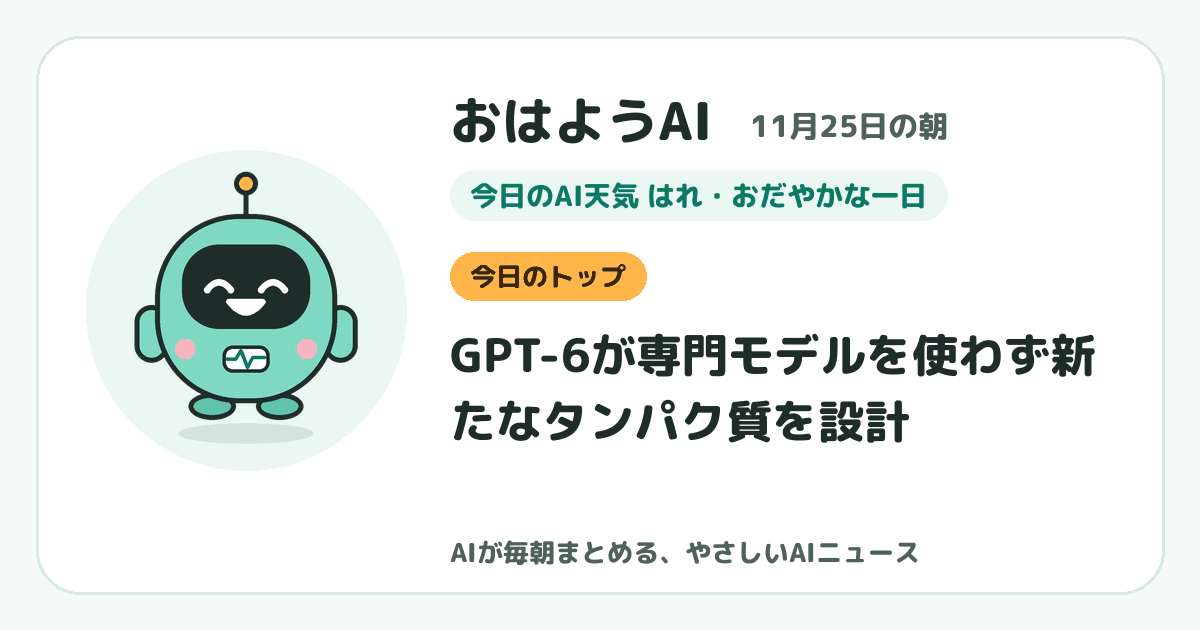 おはようAI 11月25日の朝
今日のAI天気 はれ・おだやかな一日
今日のトップ
GPT-6が専門モデルを使わず新
たなタンパク質を設計
AIが毎朝まとめる、やさしいAIニュース